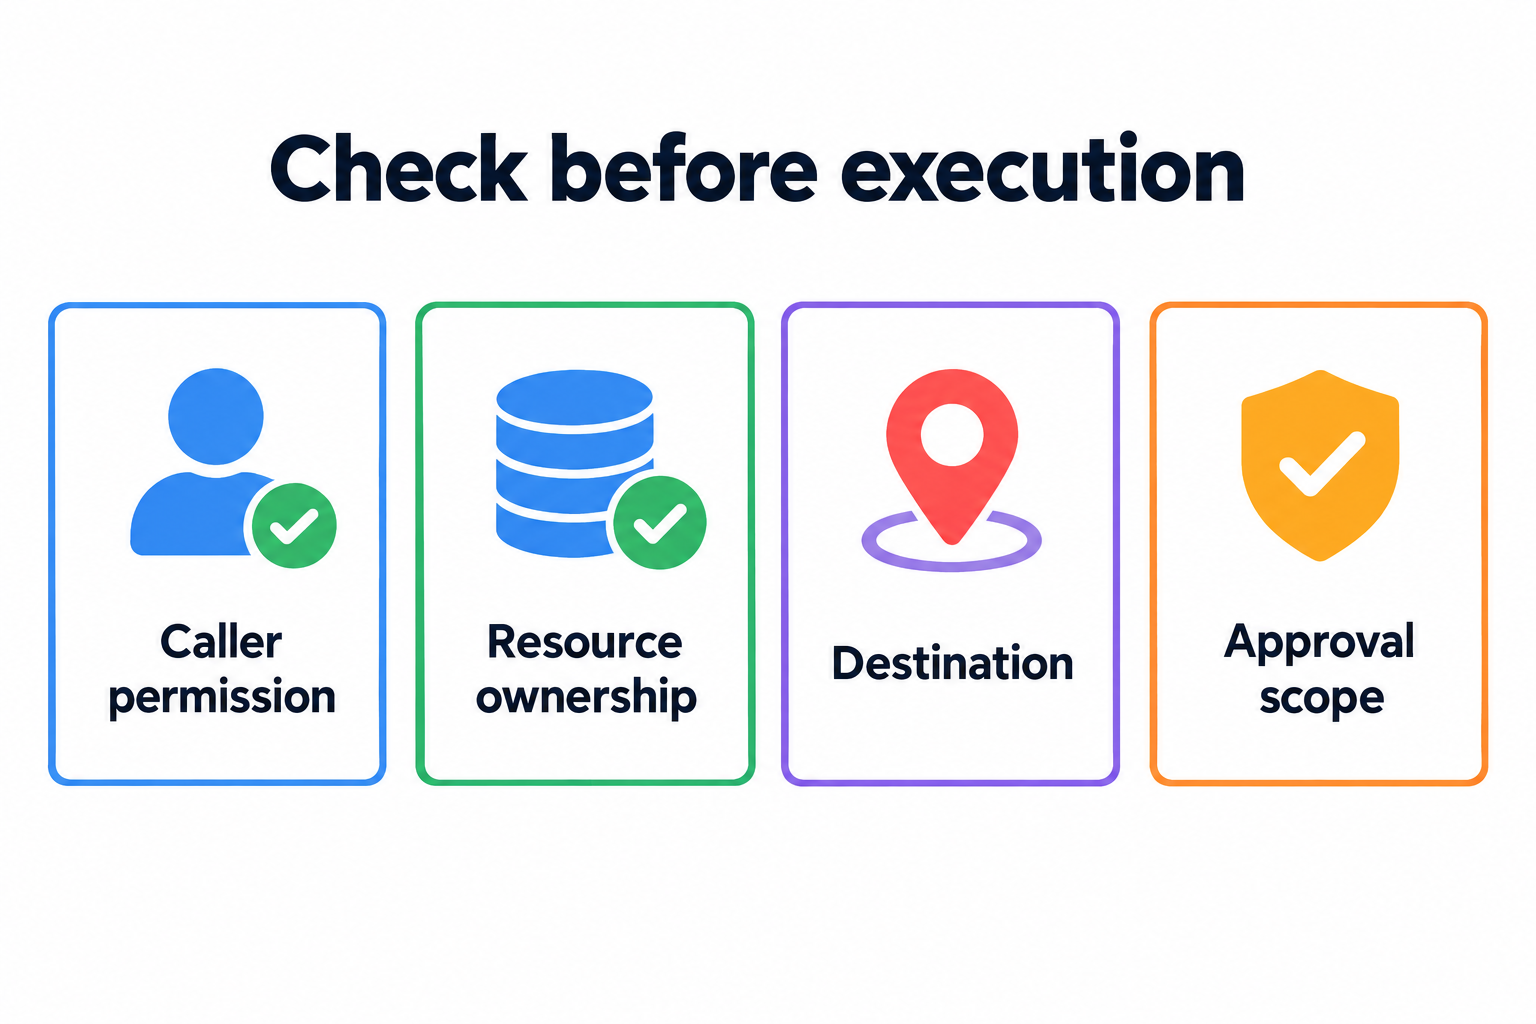 Check before execution
Caller
permission
Resource
ownership
Destination
Approval
scope